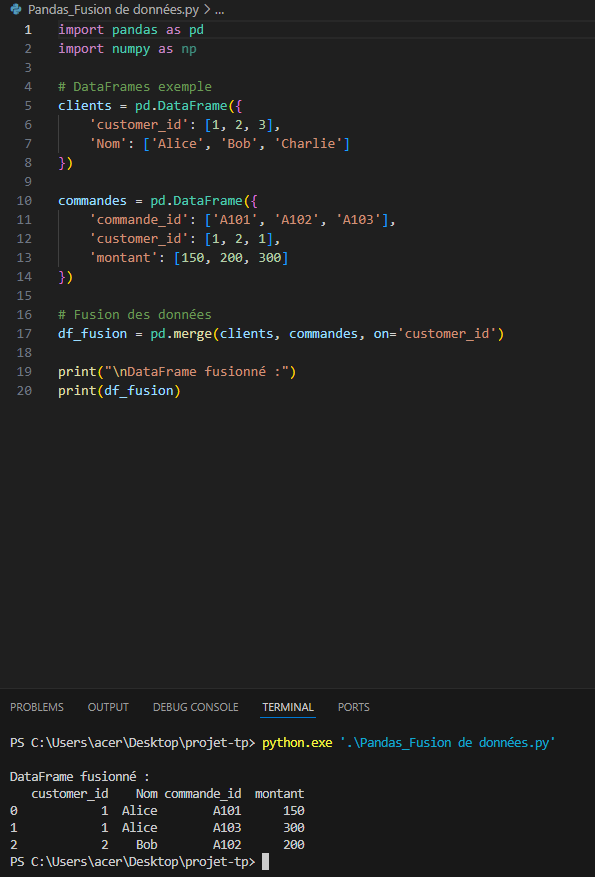 Pandas_Fusion de données.py > ...
1 import pandas as pd
2 import numpy as np
3
4 # DataFrames exemple
5 clients = pd.DataFrame({
6     'customer_id': [1, 2, 3],
7     'Nom': ['Alice', 'Bob', 'Charlie']
8 })
9
10 commandes = pd.DataFrame({
11     'commande_id': ['A101', 'A102', 'A103'],
12     'customer_id': [1, 2, 1],
13     'montant': [150, 200, 300]
14 })
15
16 # Fusion des données
17 df_fusion = pd.merge(clients, commandes, on='customer_id')
18
19 print("\nDataFrame fusionné :")
20 print(df_fusion)
PROBLEMS OUTPUT DEBUG CONSOLE TERMINAL PORTS
PS C:\Users\acer\Desktop\projet-tp> python.exe '.\Pandas_Fusion de données.py'
DataFrame fusionné :
   customer_id    Nom commande_id  montant
0            1  Alice        A101      150
1            1  Alice        A103      300
2            2    Bob        A102      200
PS C:\Users\acer\Desktop\projet-tp>